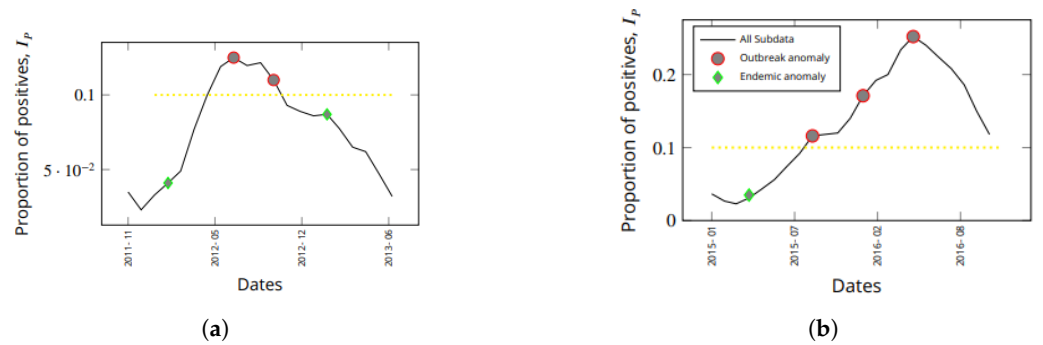 Proportion of positives, I_P
0.1
5 · 10⁻²
2011- 11
2012- 05
2012- 12
2013- 06
Dates
(a)
Proportion of positives, I_P
0.2
0.1
0
All Subdata
Outbreak anomaly
Endemic anomaly
2015- 01
2015- 07
2016- 02
2016- 08
Dates
(b)